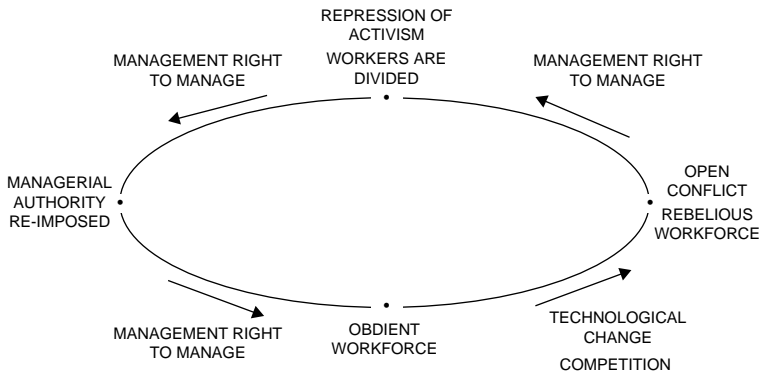 REPRESSION OF
ACTIVISM
WORKERS ARE
DIVIDED
MANAGEMENT RIGHT
TO MANAGE
MANAGEMENT RIGHT
TO MANAGE
MANAGERIAL
AUTHORITY
RE-IMPOSED
OPEN
CONFLICT
REBELIOUS
WORKFORCE
MANAGEMENT RIGHT
TO MANAGE
OBDIENT
WORKFORCE
TECHNOLOGICAL
CHANGE
COMPETITION